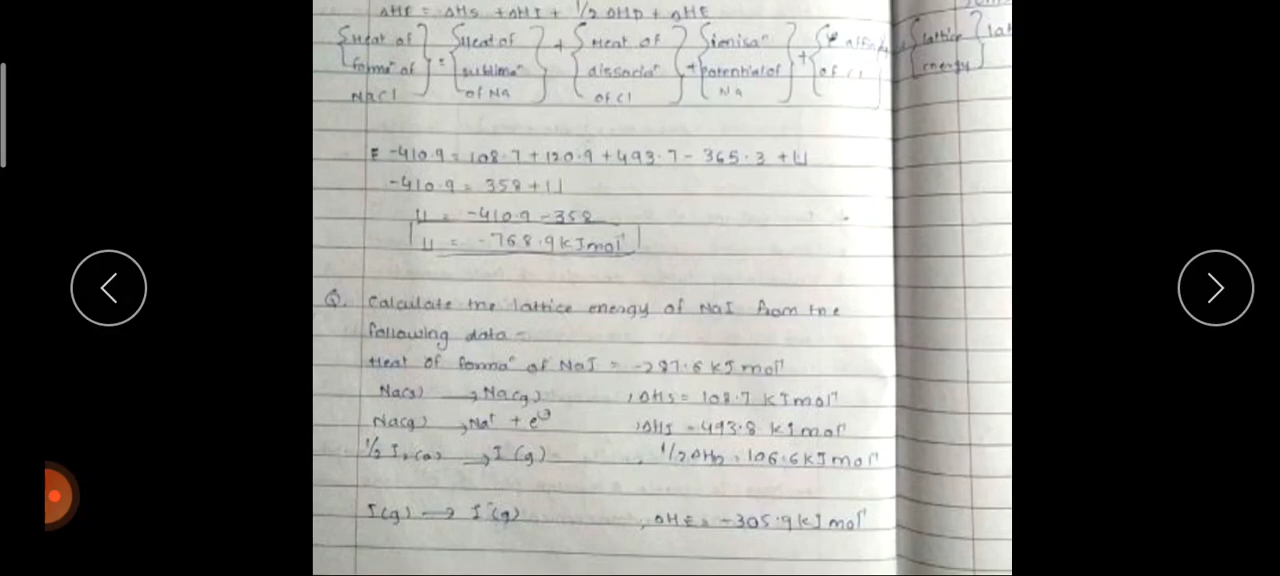 ΔHF = ΔHS + ΔHI + 1/2 ΔHD + ΔHE
{Heat of formaⁿ of NaCl} = {Heat of sublimaⁿ of Na} + {Heat of dissociaⁿ of Cl} + {ionisaⁿ potential of Na} + { of Cl} {lattice energy}
-410.9 = 108.7 + 120.9 + 493.7 - 365.3 + U
-410.9 = 358 + U
U = -410.9 - 358
U = -768.9 kJ mol⁻¹
Q. Calculate the lattice energy of NaI from the
following data -
Heat of formaⁿ of NaI = -287.6 kJ mol⁻¹
Na(s) → Na(g) , ΔHS = 108.7 kJ mol⁻¹
Na(g) → Na⁺ + e⊖ , ΔHI = 493.8 kJ mol⁻¹
1/2 I₂(s) → I(g) , 1/2 ΔHD = 106.6 kJ mol⁻¹
I(g) → I⁻(g) , ΔHE = -305.9 kJ mol⁻¹